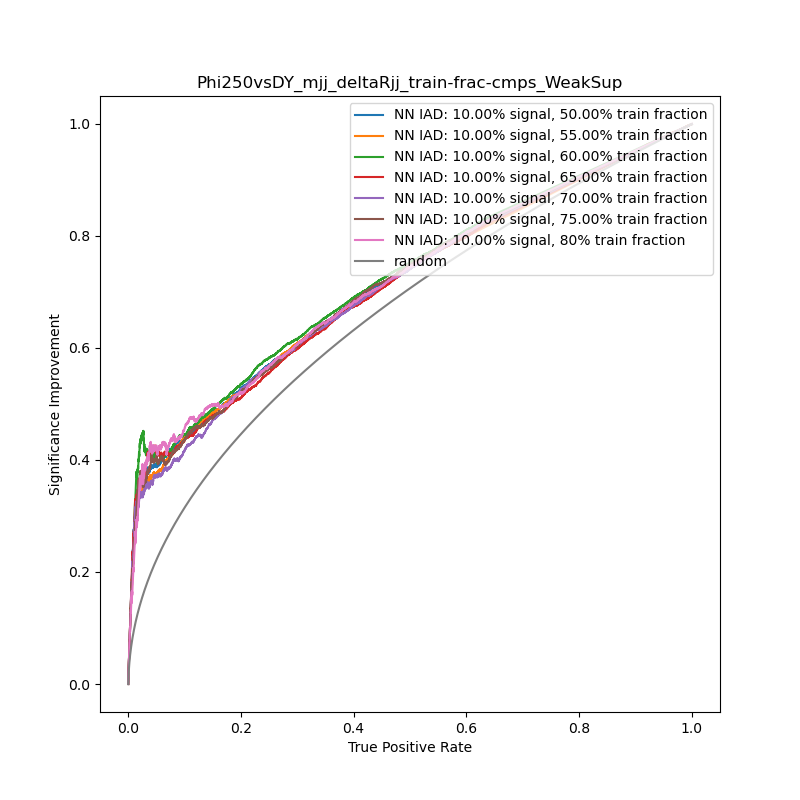 Phi250vsDY_mjj_deltaRjj_train-frac-cmps_WeakSup
NN IAD: 10.00% signal, 50.00% train fraction
NN IAD: 10.00% signal, 55.00% train fraction
NN IAD: 10.00% signal, 60.00% train fraction
NN IAD: 10.00% signal, 65.00% train fraction
NN IAD: 10.00% signal, 70.00% train fraction
NN IAD: 10.00% signal, 75.00% train fraction
NN IAD: 10.00% signal, 80% train fraction
random
Significance Improvement
1.0
0.8
0.6
0.4
0.2
0.0
0.0 0.2 0.4 0.6 0.8 1.0
True Positive Rate